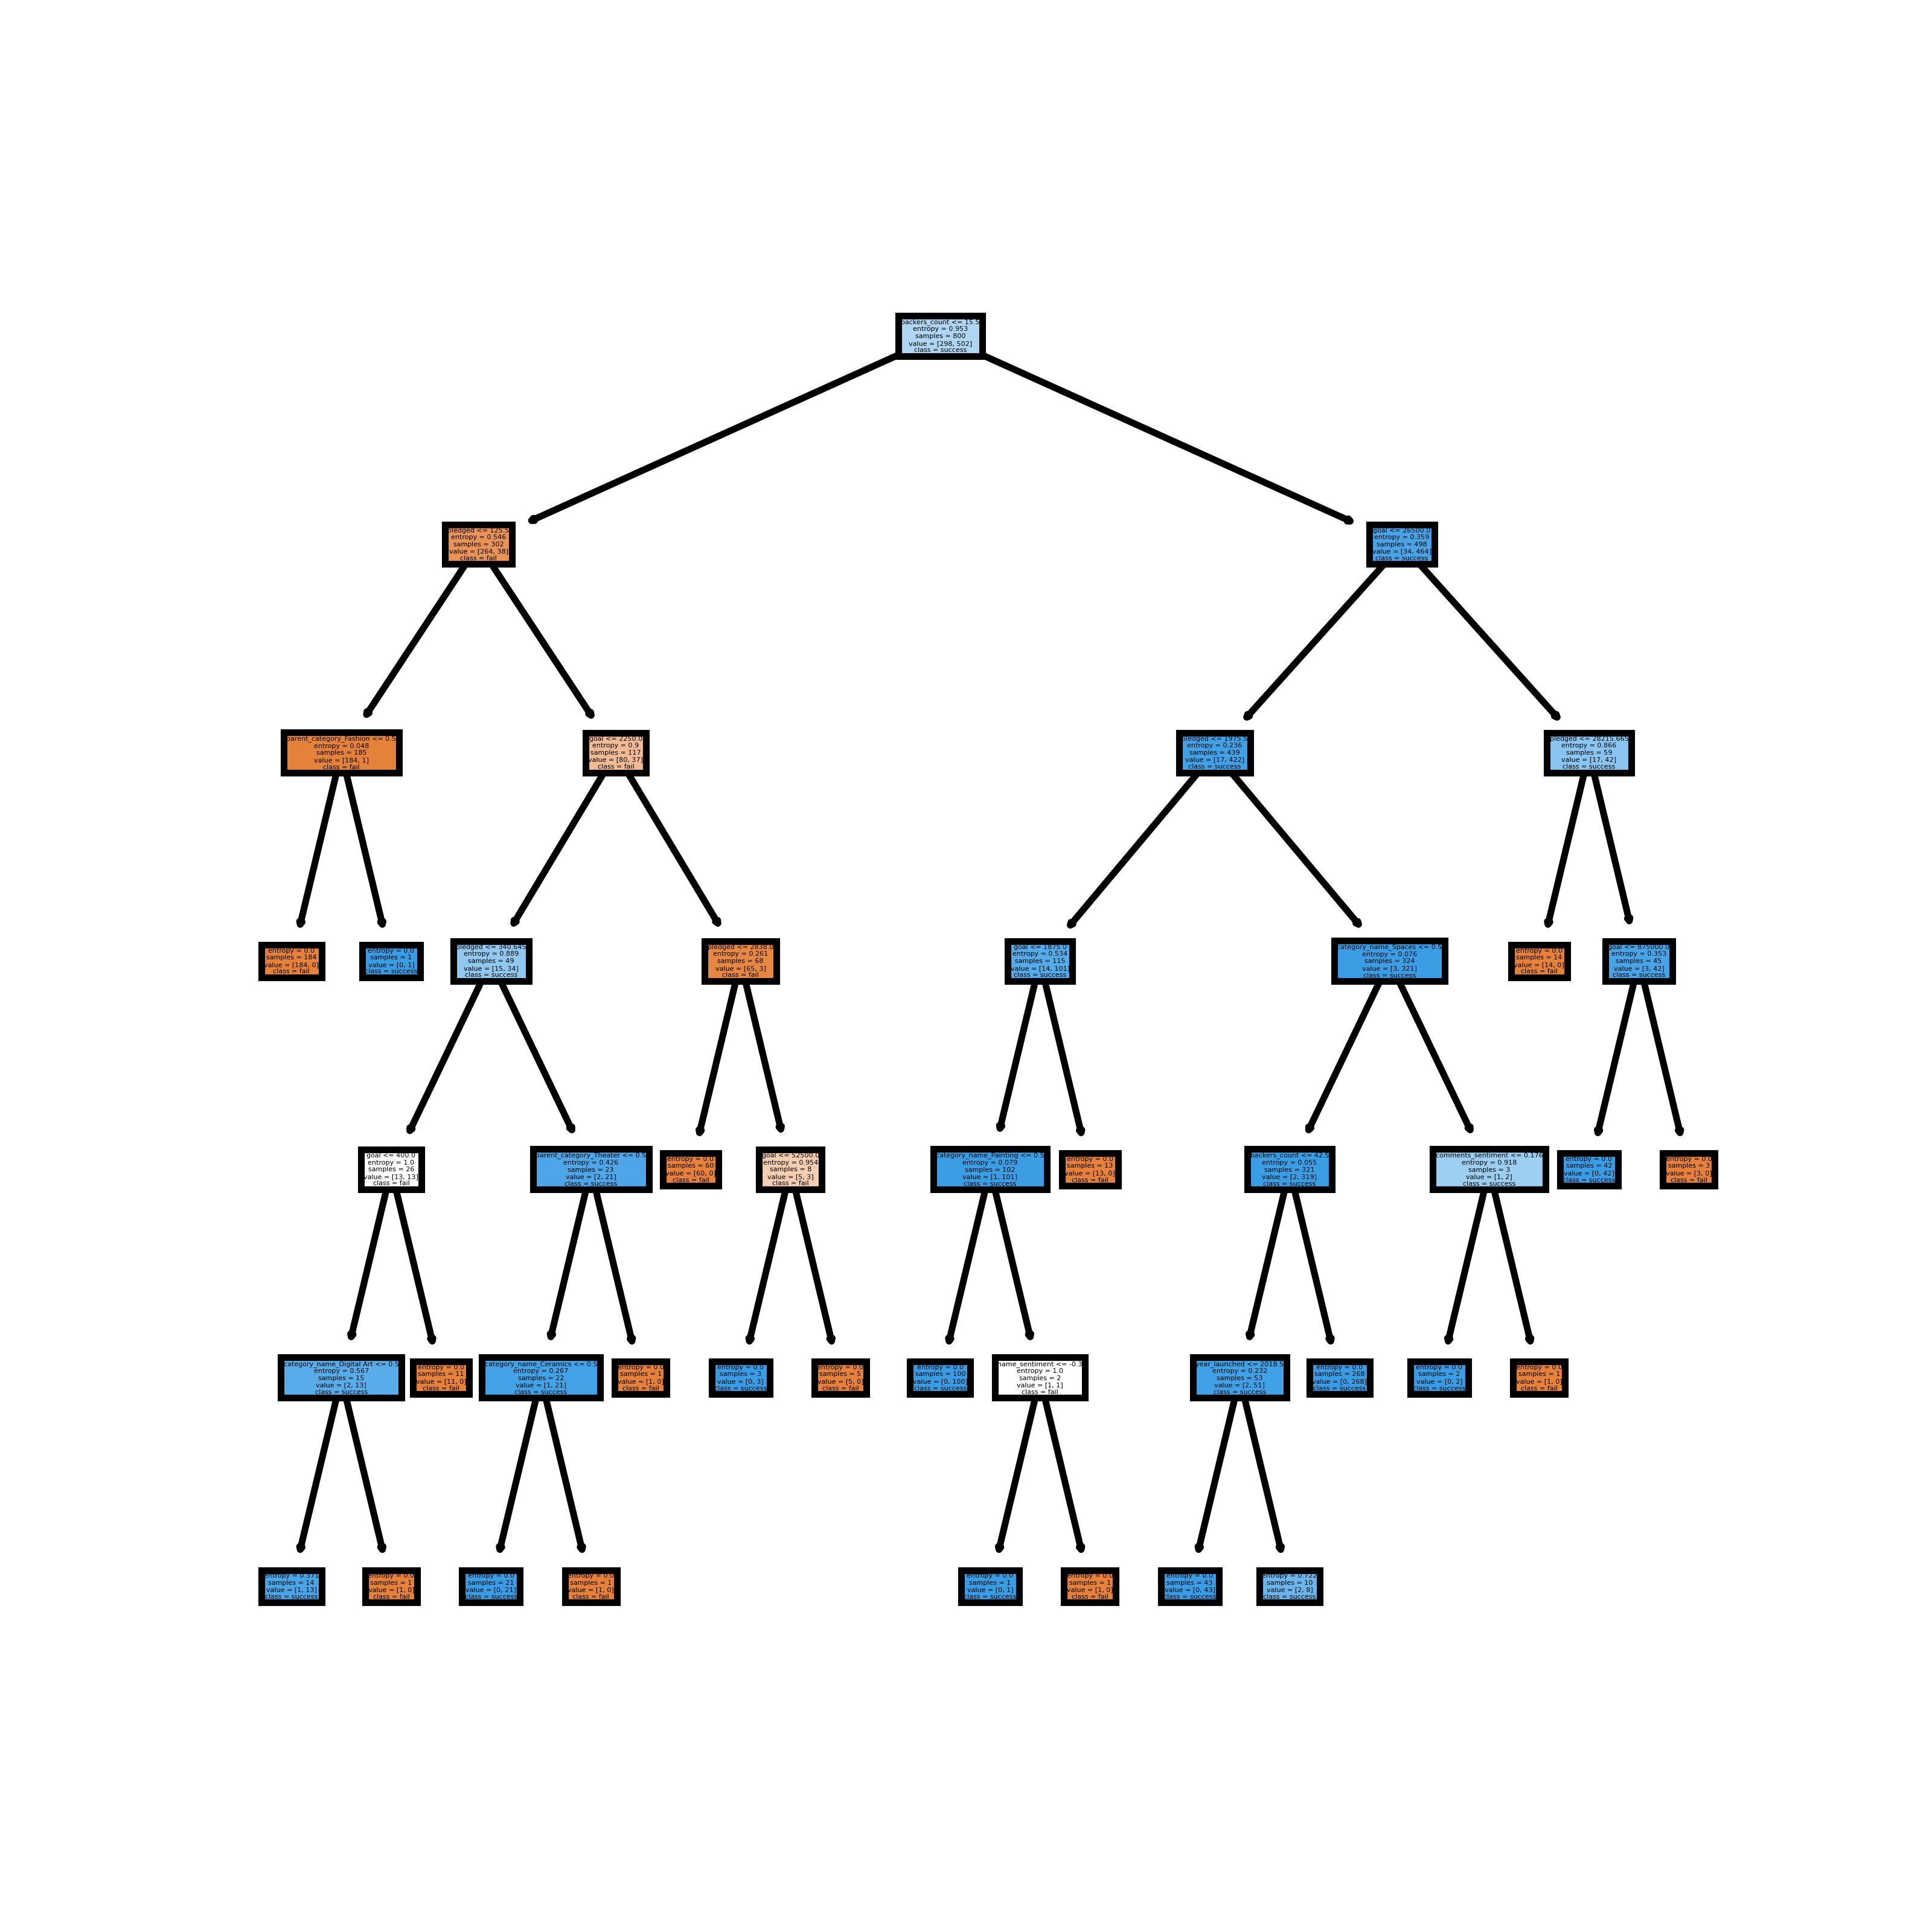 backers_count <= 15.5
entropy = 0.953
samples = 800
value = [298, 502]
class = success
pledged <= 125.5
entropy = 0.546
samples = 302
value = [264, 38]
class = fail
goal <= 26500.0
entropy = 0.359
samples = 498
value = [34, 464]
class = success
parent_category_Fashion <= 0.5
entropy = 0.048
samples = 185
value = [184, 1]
class = fail
goal <= 2250.0
entropy = 0.9
samples = 117
value = [80, 37]
class = fail
pledged <= 1975.5
entropy = 0.236
samples = 439
value = [17, 422]
class = success
pledged <= 28215.665
entropy = 0.866
samples = 59
value = [17, 42]
class = success
entropy = 0.0
samples = 184
value = [184, 0]
class = fail
entropy = 0.0
samples = 1
value = [0, 1]
class = success
pledged <= 340.645
entropy = 0.889
samples = 49
value = [15, 34]
class = success
pledged <= 2838.0
entropy = 0.261
samples = 68
value = [65, 3]
class = fail
goal <= 1875.0
entropy = 0.534
samples = 115
value = [14, 101]
class = success
category_name_Spaces <= 0.5
entropy = 0.076
samples = 324
value = [3, 321]
class = success
entropy = 0.0
samples = 14
value = [14, 0]
class = fail
goal <= 875000.0
entropy = 0.353
samples = 45
value = [3, 42]
class = success
goal <= 400.0
entropy = 1.0
samples = 26
value = [13, 13]
class = fail
parent_category_Theater <= 0.5
entropy = 0.426
samples = 23
value = [2, 21]
class = success
entropy = 0.0
samples = 60
value = [60, 0]
class = fail
goal <= 52500.0
entropy = 0.954
samples = 8
value = [5, 3]
class = fail
category_name_Painting <= 0.5
entropy = 0.079
samples = 102
value = [1, 101]
class = success
entropy = 0.0
samples = 13
value = [13, 0]
class = fail
backers_count <= 42.5
entropy = 0.055
samples = 321
value = [2, 319]
class = success
comments_sentiment <= 0.176
entropy = 0.918
samples = 3
value = [1, 2]
class = success
entropy = 0.0
samples = 42
value = [0, 42]
class = success
entropy = 0.0
samples = 3
value = [3, 0]
class = fail
category_name_Digital Art <= 0.5
entropy = 0.567
samples = 15
value = [2, 13]
class = success
entropy = 0.0
samples = 11
value = [11, 0]
class = fail
category_name_Ceramics <= 0.5
entropy = 0.267
samples = 22
value = [1, 21]
class = success
entropy = 0.0
samples = 1
value = [1, 0]
class = fail
entropy = 0.0
samples = 3
value = [0, 3]
class = success
entropy = 0.0
samples = 5
value = [5, 0]
class = fail
entropy = 0.0
samples = 100
value = [0, 100]
class = success
name_sentiment <= -0.3
entropy = 1.0
samples = 2
value = [1, 1]
class = fail
year_launched <= 2018.5
entropy = 0.232
samples = 53
value = [2, 51]
class = success
entropy = 0.0
samples = 268
value = [0, 268]
class = success
entropy = 0.0
samples = 2
value = [0, 2]
class = success
entropy = 0.0
samples = 1
value = [1, 0]
class = fail
entropy = 0.371
samples = 14
value = [1, 13]
class = success
entropy = 0.0
samples = 1
value = [1, 0]
class = fail
entropy = 0.0
samples = 21
value = [0, 21]
class = success
entropy = 0.0
samples = 1
value = [1, 0]
class = fail
entropy = 0.0
samples = 1
value = [0, 1]
class = success
entropy = 0.0
samples = 1
value = [1, 0]
class = fail
entropy = 0.0
samples = 43
value = [0, 43]
class = success
entropy = 0.722
samples = 10
value = [2, 8]
class = success